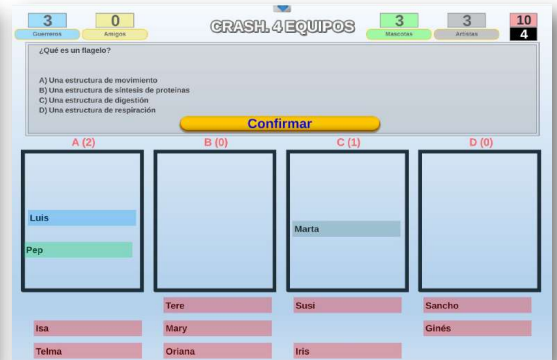 3
Guerreros
0
Amigos
CRASH. 4 EQUIPOS
3
Mascotas
3
Artistas
10
4
¿Qué es un flagelo?
A) Una estructura de movimiento
B) Una estructura de síntesis de proteinas
C) Una estructura de digestión
D) Una estructura de respiración
Confirmar
A (2)
B (0)
C (1)
D (0)
Luis
Marta
Pep
Tere
Susi
Sancho
Isa
Mary
Ginés
Telma
Oriana
Iris